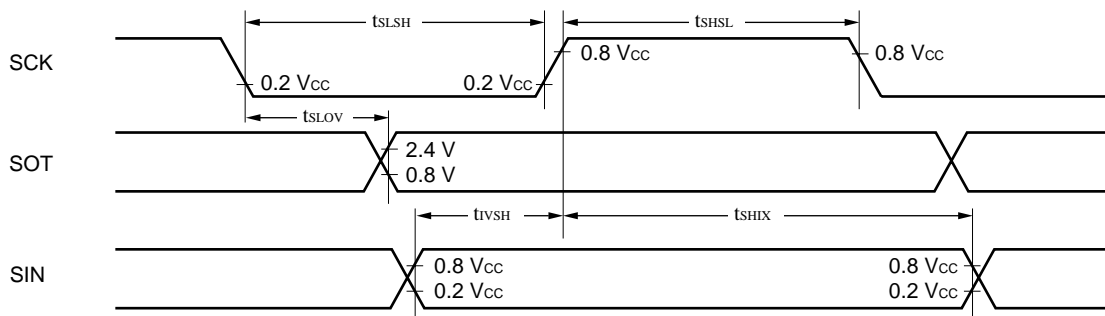 tSLSH tSHSL
SCK 0.2 VCC 0.2 VCC 0.8 VCC 0.8 VCC
tSLOV
SOT 2.4 V
0.8 V
tIVSH tSHIX
SIN 0.8 VCC 0.8 VCC
0.2 VCC 0.2 VCC